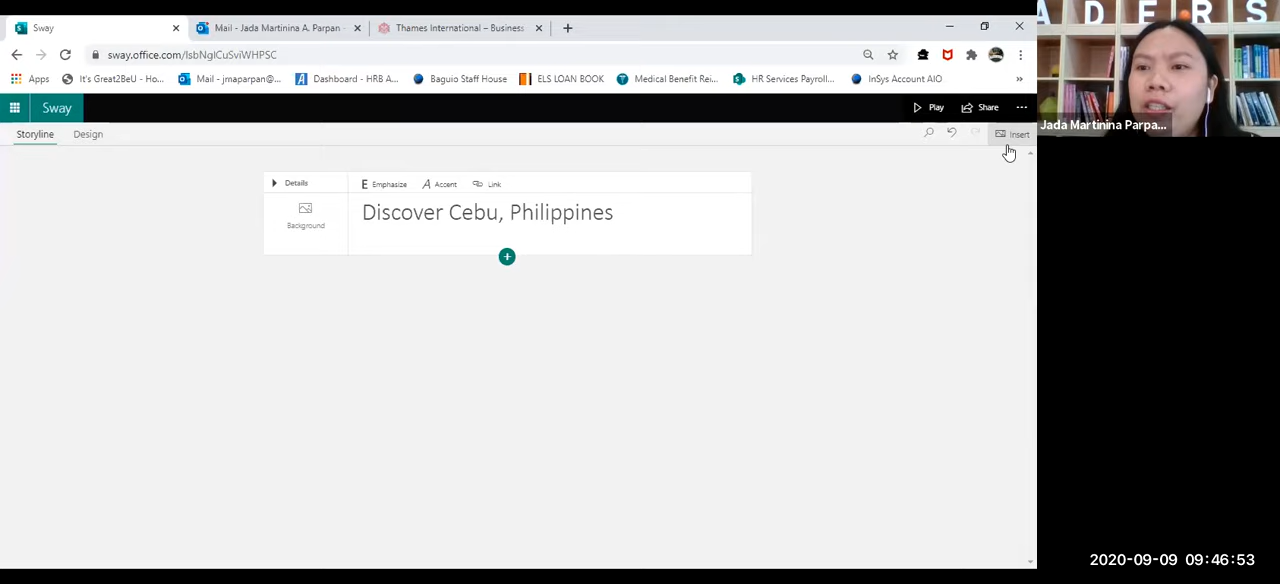 Sway
Mail - Jada Martinina A. Parpan -
Thames International – Business
sway.office.com/IsbNgICuSviWHPSC
Apps
It's Great2BeU - Ho...
Mail - jmaparpan@...
Dashboard - HRB A...
Baguio Staff House
ELS LOAN BOOK
Medical Benefit Rei...
HR Services Payroll...
InSys Account AIO
»
Sway
Play
Share
Storyline
Design
Insert
Details
E Emphasize
A Accent
Link
Background
Discover Cebu, Philippines
A D E R S
Jada Martinina Parpa...
2020-09-09 09:46:53